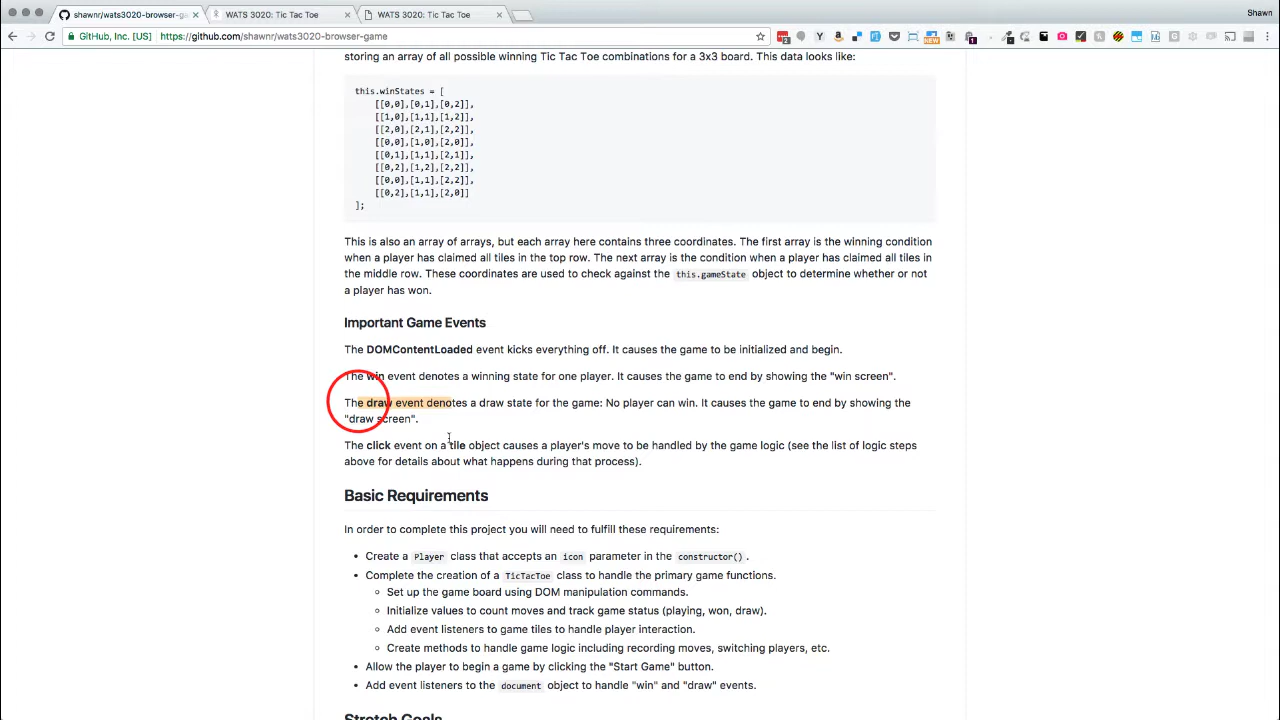 shawnr/wats3020-browser-ga
WATS 3020: Tic Tac Toe
WATS 3020: Tic Tac Toe
Shawn
GitHub, Inc. [US]
https://github.com/shawnr/wats3020-browser-game
storing an array of all possible winning Tic Tac Toe combinations for a 3x3 board. This data looks like:
this.winStates = [
[[0,0],[0,1],[0,2]],
[[1,0],[1,1],[1,2]],
[[2,0],[2,1],[2,2]],
[[0,0],[1,0],[2,0]],
[[0,1],[1,1],[2,1]],
[[0,2],[1,2],[2,2]],
[[0,0],[1,1],[2,2]],
[[0,2],[1,1],[2,0]]
];
This is also an array of arrays, but each array here contains three coordinates. The first array is the winning condition
when a player has claimed all tiles in the top row. The next array is the condition when a player has claimed all tiles in
the middle row. These coordinates are used to check against the this.gameState object to determine whether or not
a player has won.
Important Game Events
The DOMContentLoaded event kicks everything off. It causes the game to be initialized and begin.
The win event denotes a winning state for one player. It causes the game to end by showing the "win screen".
The draw event denotes a draw state for the game: No player can win. It causes the game to end by showing the
"draw screen".
The click event on a tile object causes a player's move to be handled by the game logic (see the list of logic steps
above for details about what happens during that process).
Basic Requirements
In order to complete this project you will need to fulfill these requirements:
• Create a Player class that accepts an icon parameter in the constructor().
• Complete the creation of a TicTacToe class to handle the primary game functions.
◦ Set up the game board using DOM manipulation commands.
◦ Initialize values to count moves and track game status (playing, won, draw).
◦ Add event listeners to game tiles to handle player interaction.
◦ Create methods to handle game logic including recording moves, switching players, etc.
• Allow the player to begin a game by clicking the "Start Game" button.
• Add event listeners to the document object to handle "win" and "draw" events.
Stretch Goals